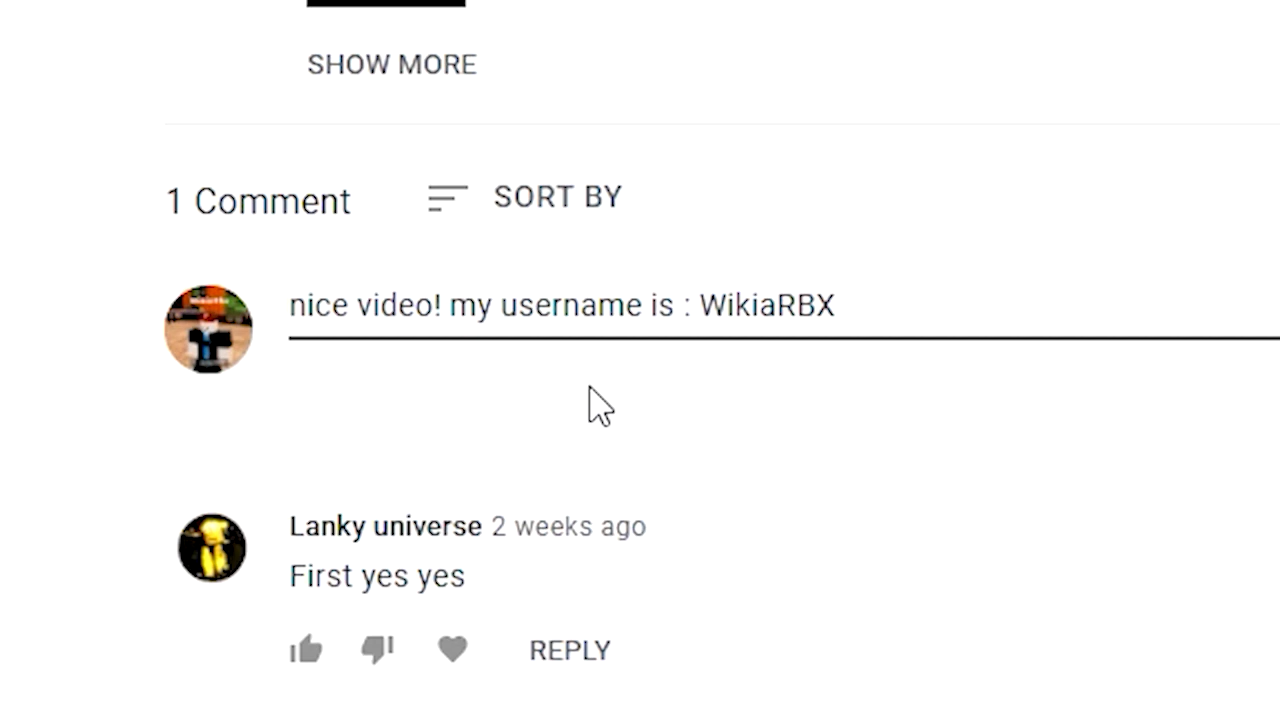 SHOW MORE
1 Comment
SORT BY
nice video! my username is : WikiaRBX
Lanky universe 2 weeks ago
First yes yes
REPLY